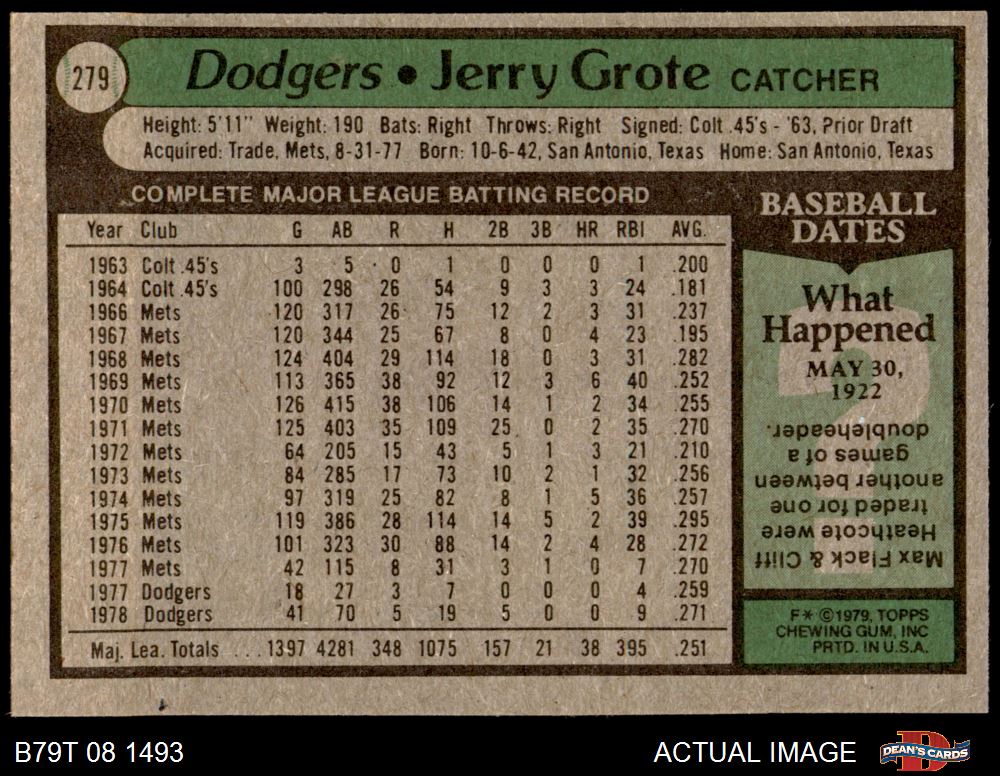 279
Dodgers • Jerry Grote CATCHER
Height: 5'11" Weight: 190 Bats: Right Throws: Right Signed: Colt .45's - '63, Prior Draft
Acquired: Trade, Mets, 8-31-77 Born: 10-6-42, San Antonio, Texas Home: San Antonio, Texas
COMPLETE MAJOR LEAGUE BATTING RECORD
Year Club G AB R H 2B 3B HR RBI AVG.
1963 Colt .45's 3 5 0 1 0 0 0 1 .200
1964 Colt .45's 100 298 26 54 9 3 3 24 .181
1966 Mets 120 317 26 75 12 2 3 31 .237
1967 Mets 120 344 25 67 8 0 4 23 .195
1968 Mets 124 404 29 114 18 0 3 31 .282
1969 Mets 113 365 38 92 12 3 6 40 .252
1970 Mets 126 415 38 106 14 1 2 34 .255
1971 Mets 125 403 35 109 25 0 2 35 .270
1972 Mets 64 205 15 43 5 1 3 21 .210
1973 Mets 84 285 17 73 10 2 1 32 .256
1974 Mets 97 319 25 82 8 1 5 36 .257
1975 Mets 119 386 28 114 14 5 2 39 .295
1976 Mets 101 323 30 88 14 2 4 28 .272
1977 Mets 42 115 8 31 3 1 0 7 .270
1977 Dodgers 18 27 3 7 0 0 0 4 .259
1978 Dodgers 41 70 5 19 5 0 0 9 .271
Maj. Lea. Totals ... 1397 4281 348 1075 157 21 38 395 .251
BASEBALL
DATES
What
Happened
MAY 30,
1922
Max Flack & Cliff
Heathcote were
traded for one
another between
games of a
doubleheader.
F* ©1979, TOPPS
CHEWING GUM, INC
PRTD. IN U.S.A.
B79T 08 1493
ACTUAL IMAGE
DEAN'S CARDS